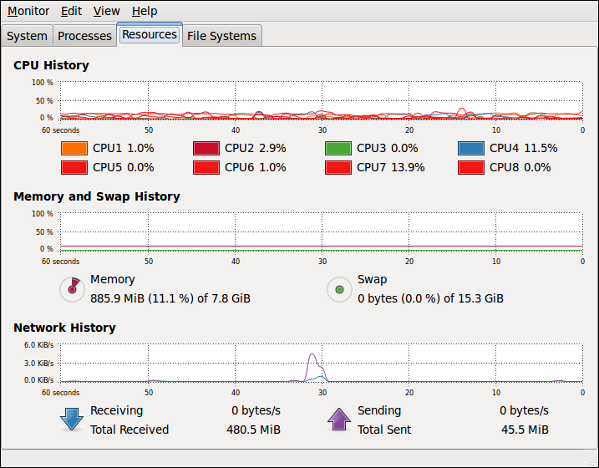 Monitor Edit View Help
System Processes Resources File Systems
CPU History
100 %
50 %
0 %
60 seconds 50 40 30 20 10 0
CPU1 1.0% CPU2 2.9% CPU3 0.0% CPU4 11.5%
CPU5 0.0% CPU6 1.0% CPU7 13.9% CPU8 0.0%
Memory and Swap History
100 %
50 %
0 %
60 seconds 50 40 30 20 10 0
Memory Swap
885.9 MiB (11.1 %) of 7.8 GiB 0 bytes (0.0 %) of 15.3 GiB
Network History
6.0 KiB/s
3.0 KiB/s
0.0 KiB/s
60 seconds 50 40 30 20 10 0
Receiving 0 bytes/s Sending 0 bytes/s
Total Received 480.5 MiB Total Sent 45.5 MiB